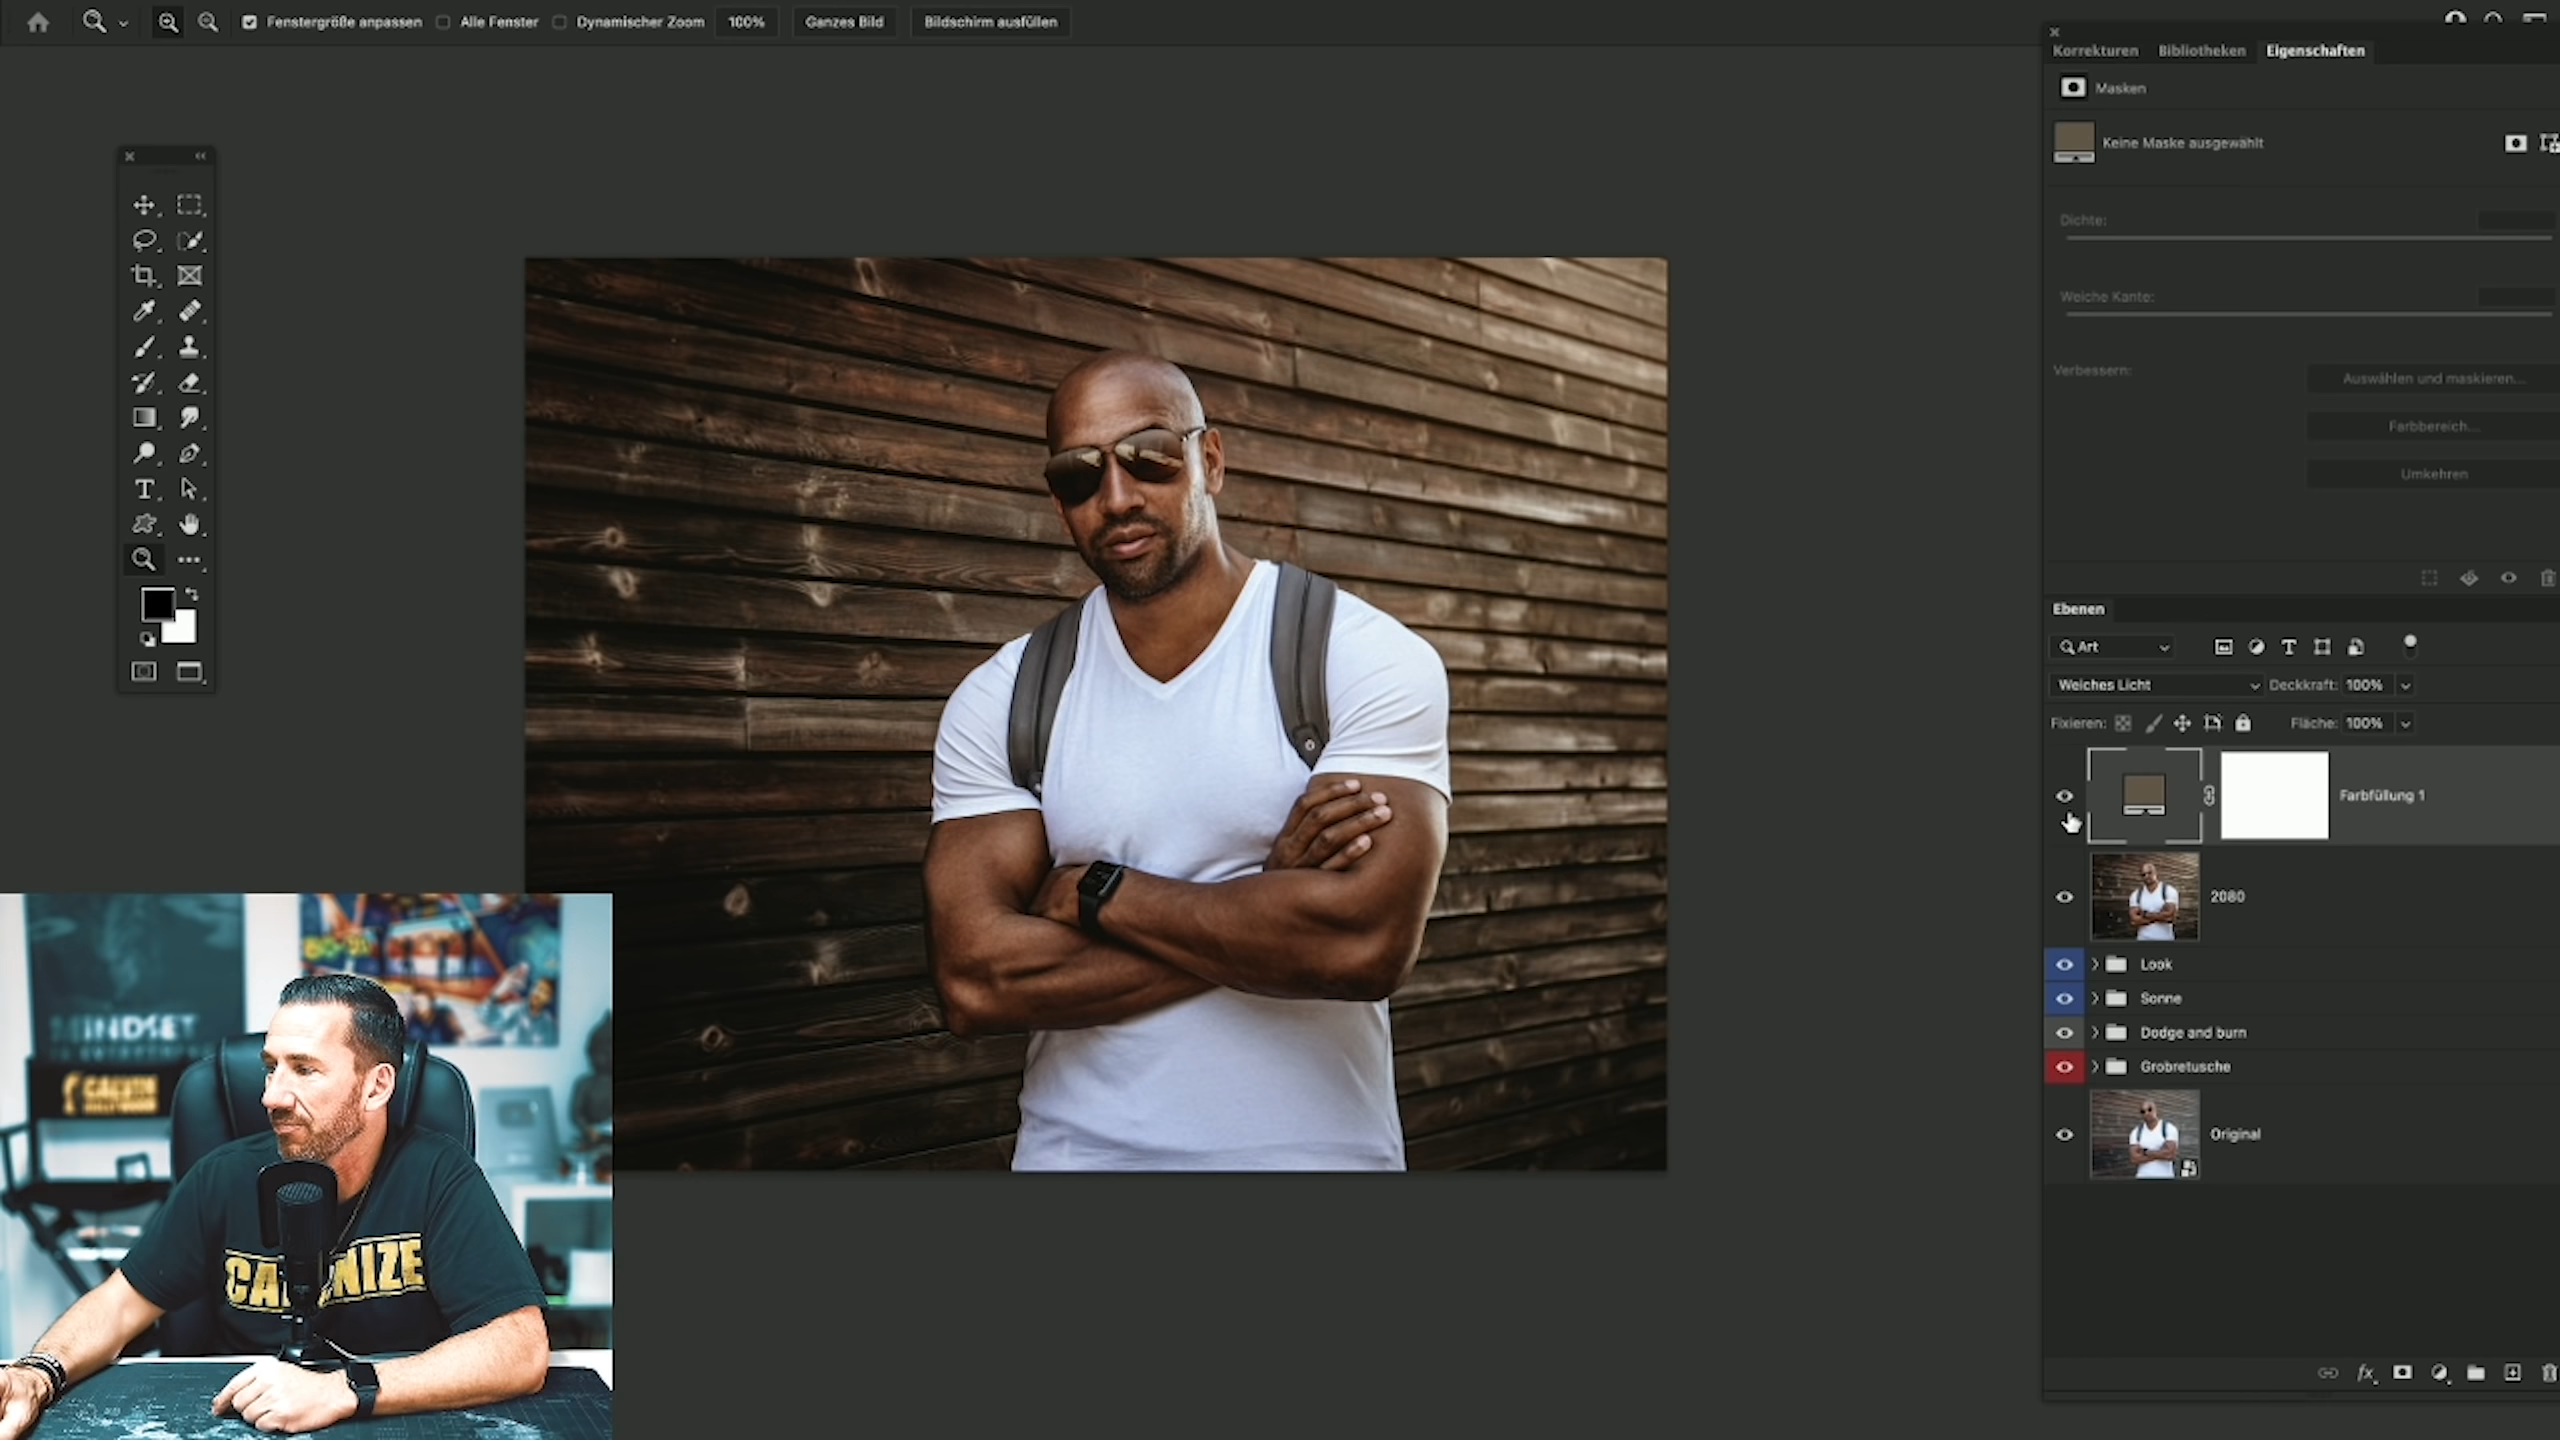 Fenstergröße anpassen Alle Fenster Dynamischer Zoom 100% Ganzes Bild Bildschirm ausfüllen
Korrekturen Bibliotheken Eigenschaften
Masken
Keine Maske ausgewählt
Dichte:
Weiche Kante:
Verbessern:
Auswählen und maskieren...
Farbbereich...
Umkehren
Ebenen
Art
Weiches Licht Deckkraft: 100%
Fixieren: Fläche: 100%
Farbfüllung 1
2080
Look
Sonne
Dodge and burn
Grobretusche
Original
MINDSET
CALVIN